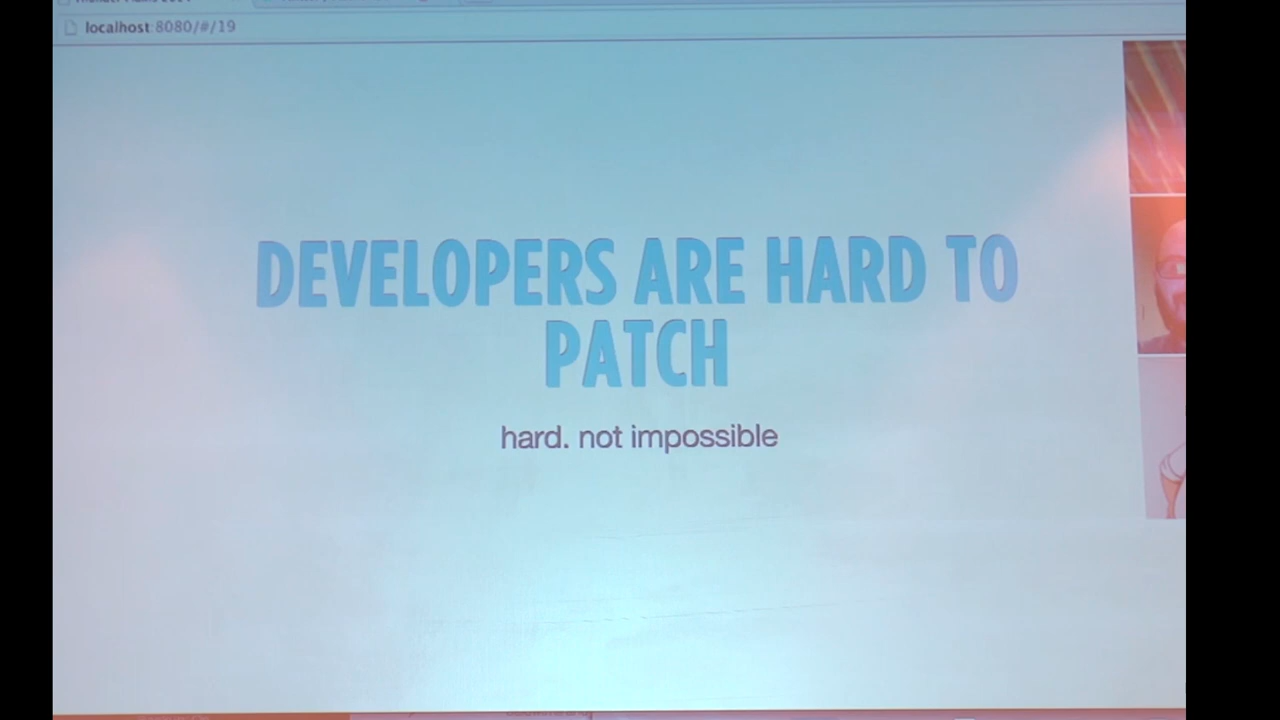 localhost:8080/#/19
DEVELOPERS ARE HARD TO
PATCH
hard. not impossible